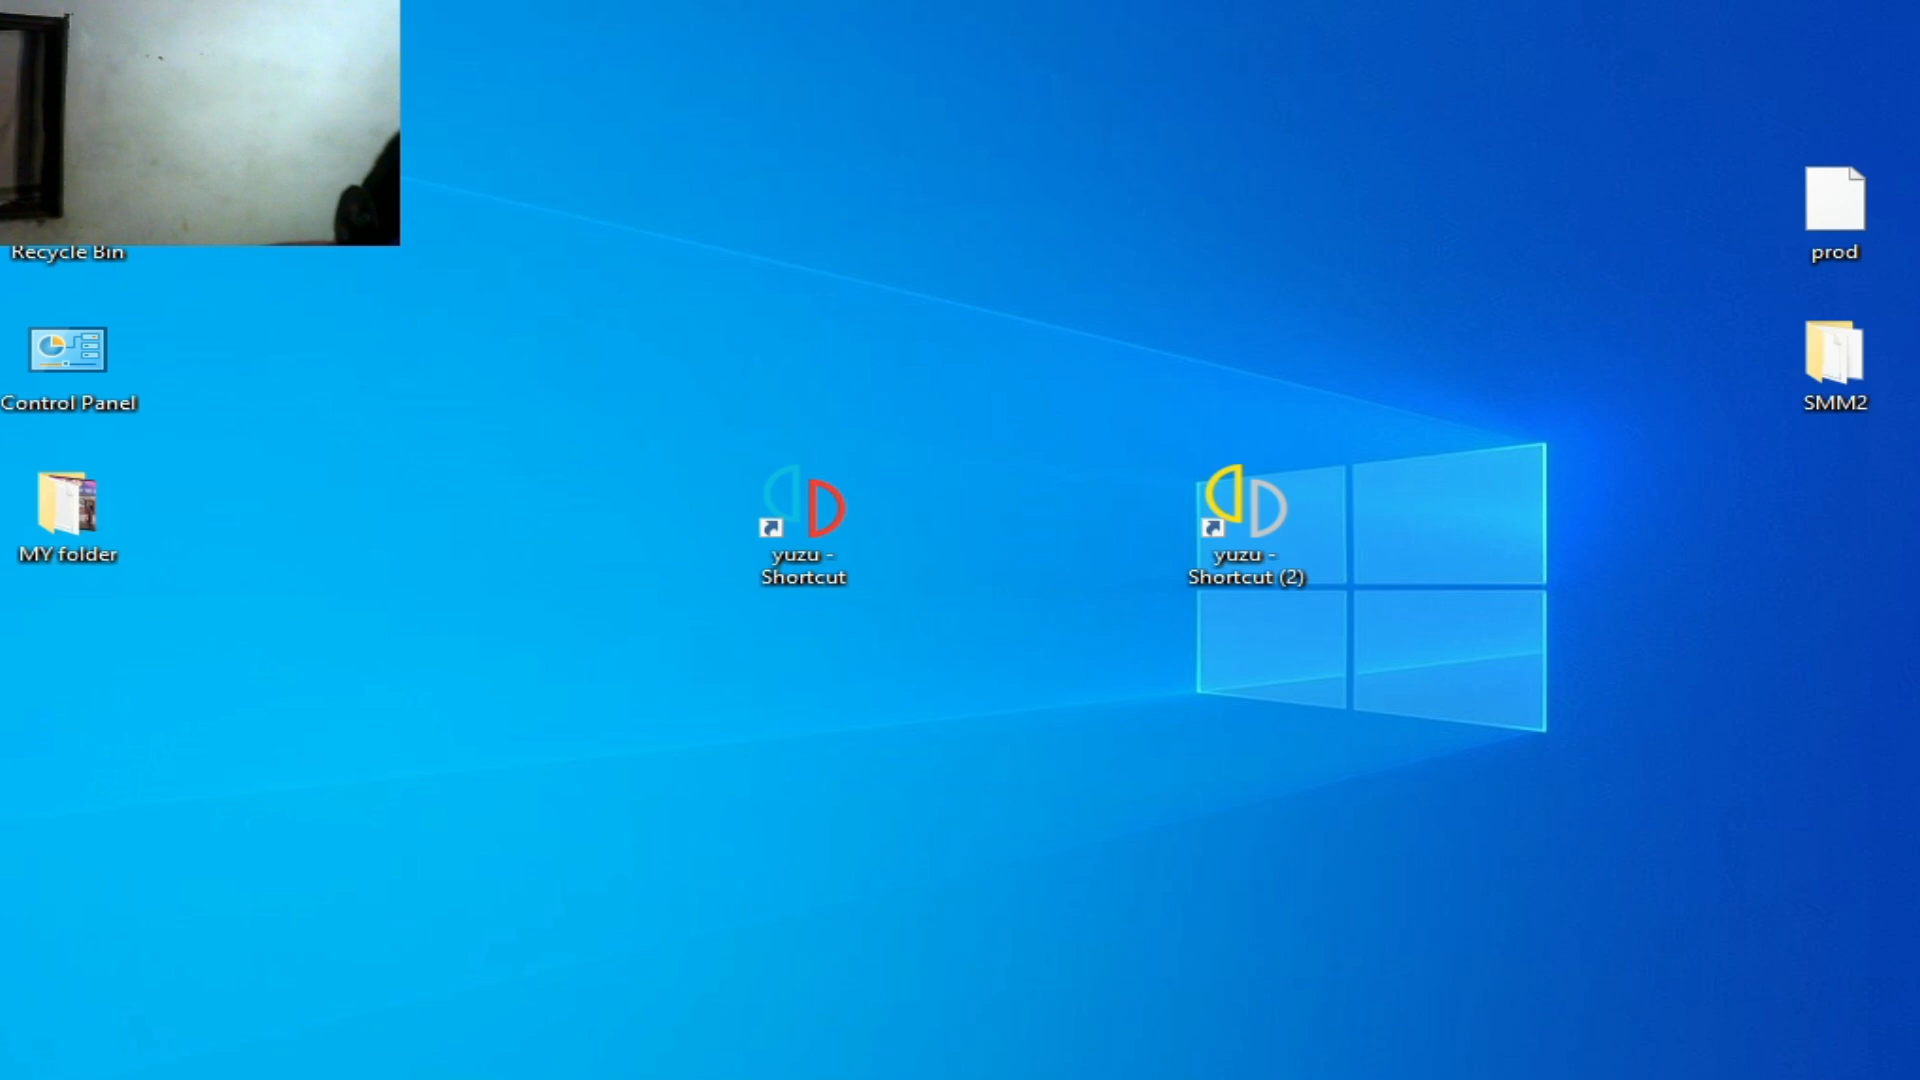 Recycle Bin
Control Panel
MY folder
yuzu -
Shortcut
yuzu -
Shortcut (2)
prod
SMM2